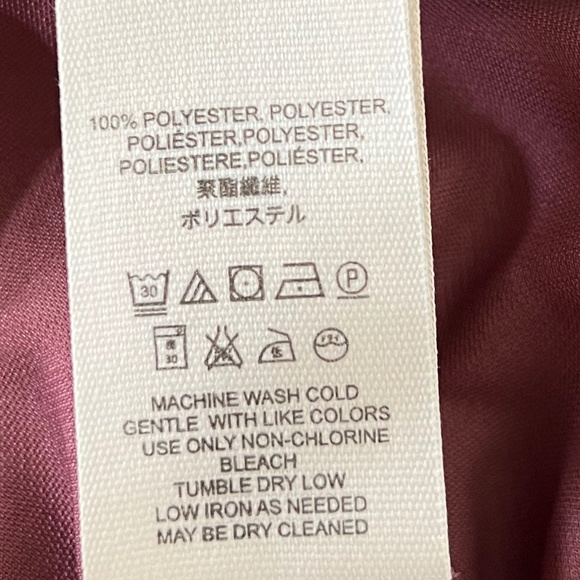 100% POLYESTER, POLYESTER,
POLIÉSTER,POLYESTER,
POLIESTERE,POLIÉSTER,
聚酯纖維,
ポリエステル
30 P
30
MACHINE WASH COLD
GENTLE WITH LIKE COLORS
USE ONLY NON-CHLORINE
BLEACH
TUMBLE DRY LOW
LOW IRON AS NEEDED
MAY BE DRY CLEANED